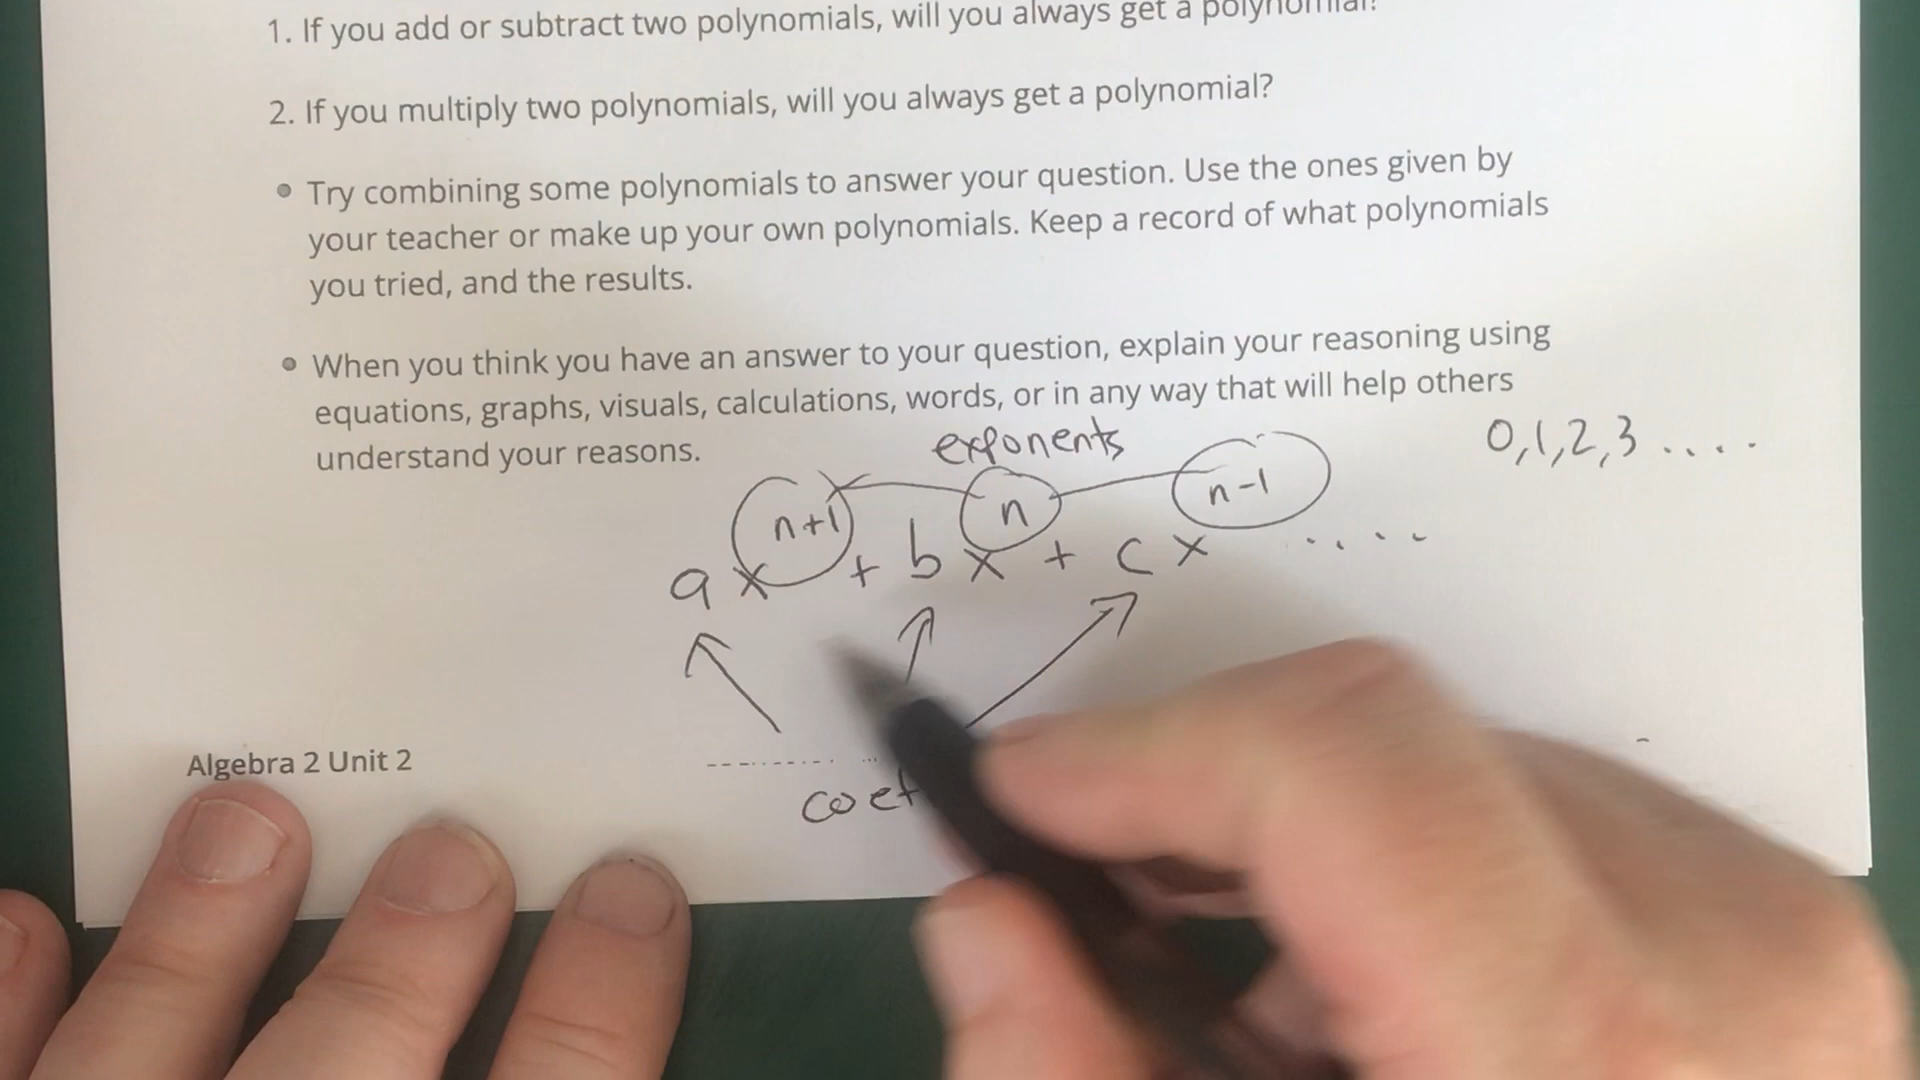 1. If you add or subtract two polynomials, will you always get a polynomial?
2. If you multiply two polynomials, will you always get a polynomial?
• Try combining some polynomials to answer your question. Use the ones given by
your teacher or make up your own polynomials. Keep a record of what polynomials
you tried, and the results.
• When you think you have an answer to your question, explain your reasoning using
equations, graphs, visuals, calculations, words, or in any way that will help others
understand your reasons.
exponents
0,1,2,3 ....
ax^(n+1) + bx^n + cx^(n-1) ....
Algebra 2 Unit 2